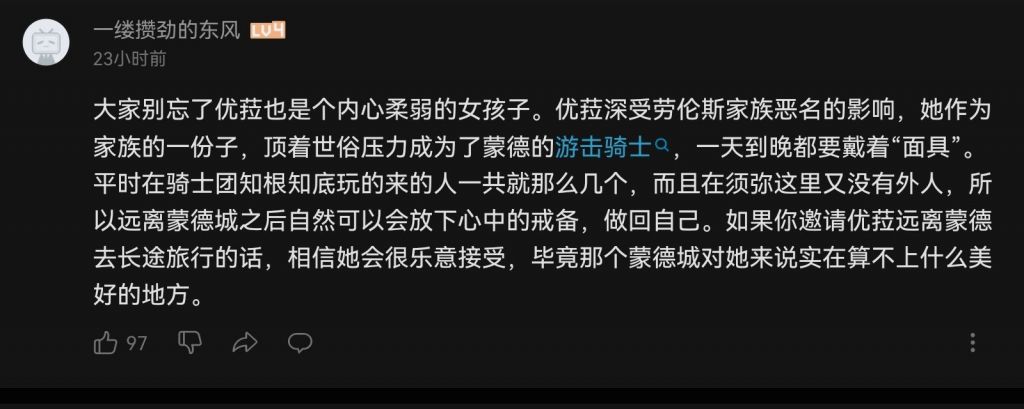 一缕攒劲的东风 LV4
23小时前
大家别忘了优菈也是个内心柔弱的女孩子。优菈深受劳伦斯家族恶名的影响，她作为
家族的一份子，顶着世俗压力成为了蒙德的游击骑士，一天到晚都要戴着“面具”。
平时在骑士团知根知底玩的来的人一共就那么几个，而且在须弥这里又没有外人，所
以远离蒙德城之后自然可以会放下心中的戒备，做回自己。如果你邀请优菈远离蒙德
去长途旅行的话，相信她会很乐意接受，毕竟那个蒙德城对她来说实在算不上什么美
好的地方。
97